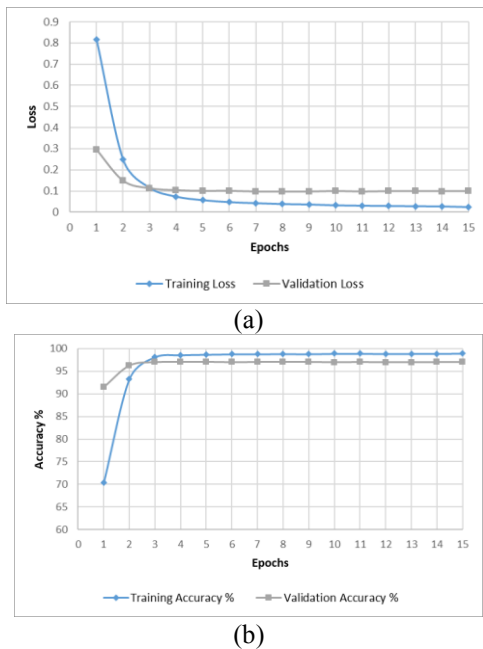 0.9
0.8
0.7
0.6
0.5
0.4
0.3
0.2
0.1
0
Loss
0 1 2 3 4 5 6 7 8 9 10 11 12 13 14 15
Epochs
Training Loss Validation Loss
(a)
100
95
90
85
80
75
70
65
60
Accuracy %
0 1 2 3 4 5 6 7 8 9 10 11 12 13 14 15
Epochs
Training Accuracy % Validation Accuracy %
(b)